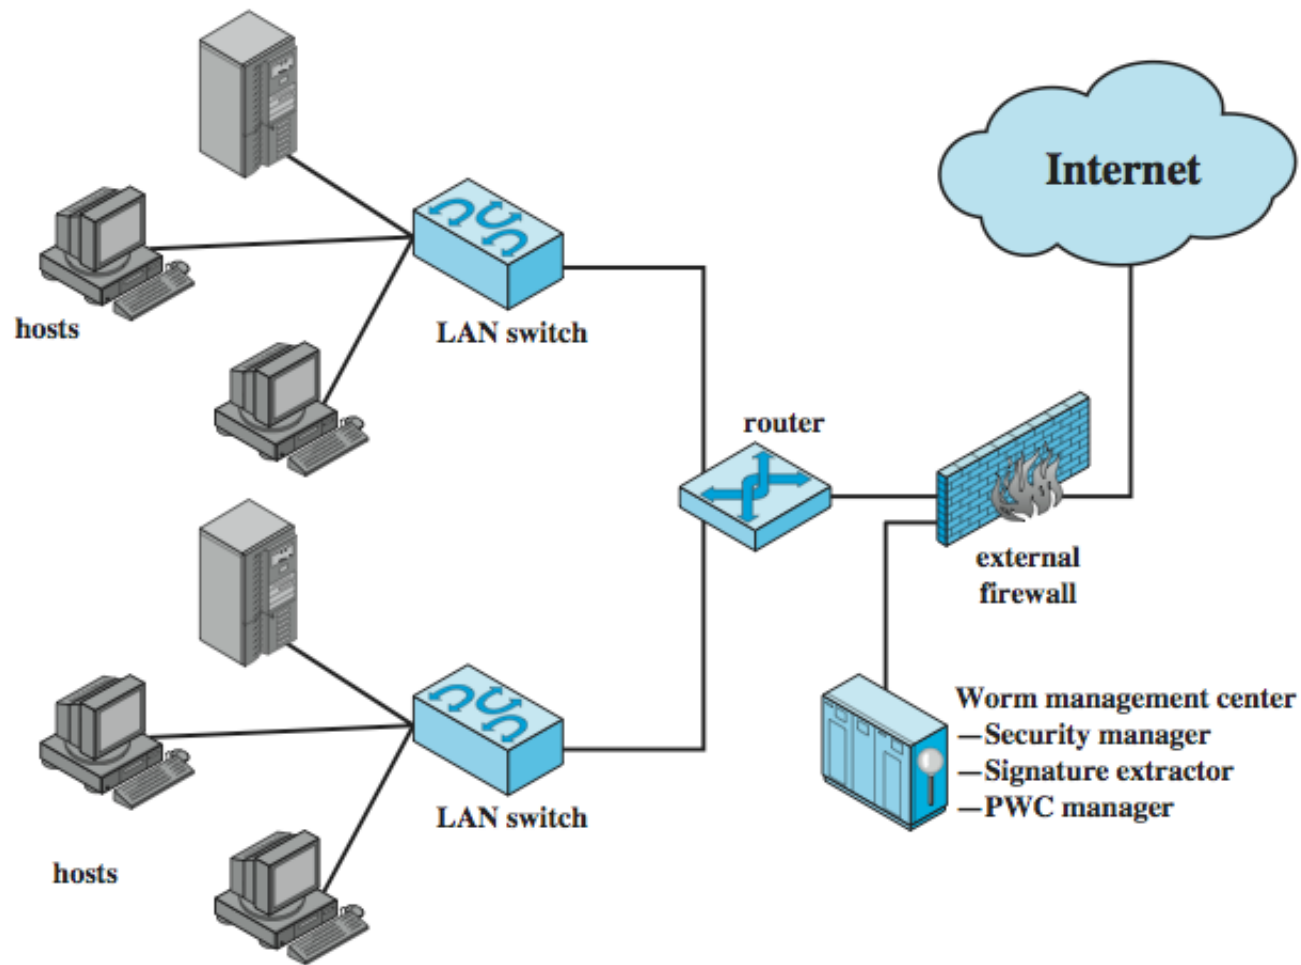 Internet
hosts
LAN switch
router
external
firewall
Worm management center
—Security manager
—Signature extractor
—PWC manager
LAN switch
hosts